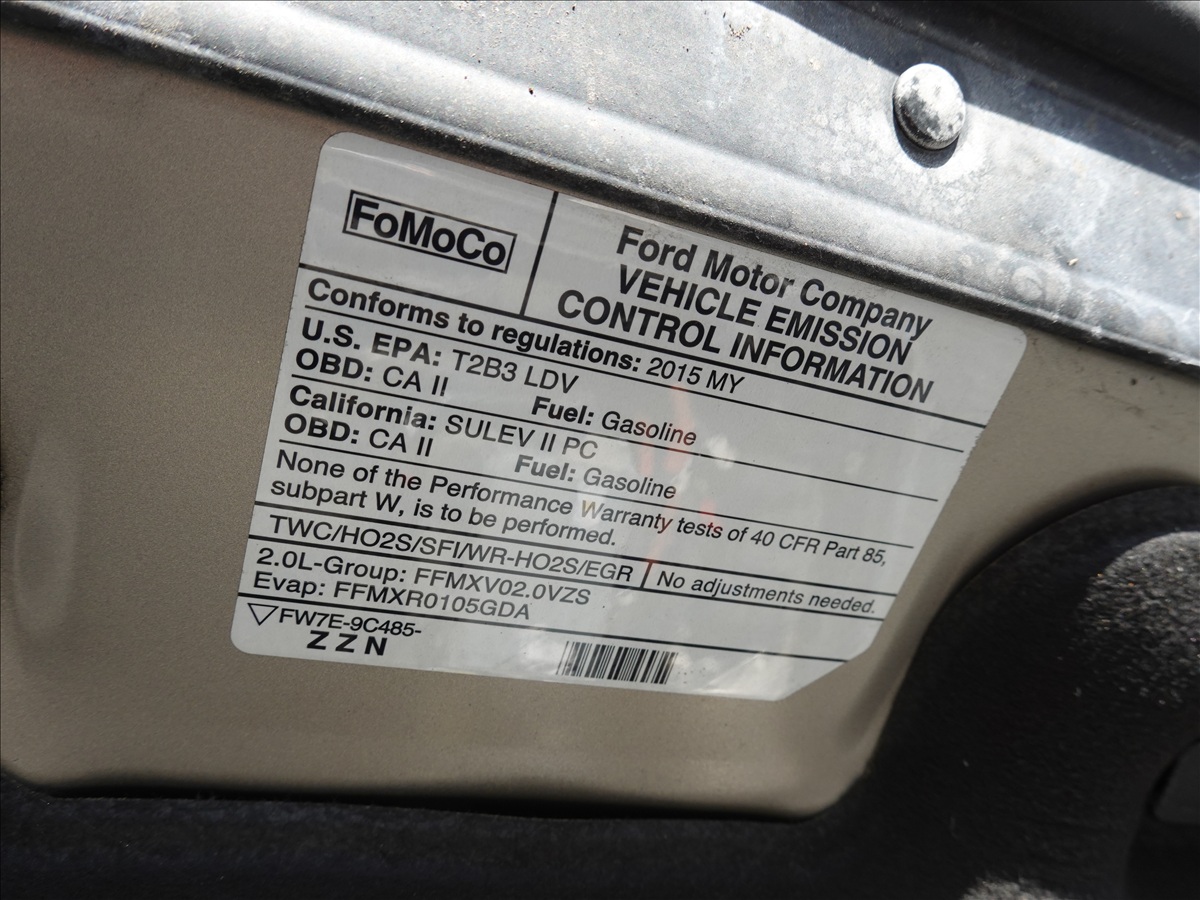 FoMoCo
Ford Motor Company
VEHICLE EMISSION
CONTROL INFORMATION
Conforms to regulations: 2015 MY
U.S. EPA: T2B3 LDV
OBD: CA II Fuel: Gasoline
California: SULEV II PC
OBD: CA II Fuel: Gasoline
None of the Performance Warranty tests of 40 CFR Part 85,
subpart W, is to be performed.
TWC/HO2S/SFI/WR-HO2S/EGR No adjustments needed.
2.0L-Group: FFMXV02.0VZS
Evap: FFMXR0105GDA
FW7E-9C485-
Z Z N